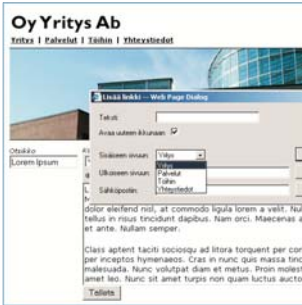 Oy Yritys Ab
Yritys | Palvelut | Töihin | Yhteystiedot
Lisää linkki -- Web Page Dialog
Teksti:
Avaa uuteen ikkunaan
Otsikko
Lorem Ipsum
Sisäiseen sivuun: Yritys
Yritys
Palvelut
Töihin
Yhteystiedot
Ulkoiseen sivuun:
Sähköpostiin:
dolor eleifend nisl, at commodo ligula lorem a velit. Nul
tellus in risus tincidunt dapibus. Nam orci. Maecenas a
et ante. Nullam semper.
Class aptent taciti sociosqu ad litora torquent per con
per inceptos hymenaeos. Cras in nunc quis massa tinc
malesuada. Nunc volutpat diam et metus. Proin molest
amet leo. Nunc sit amet turpis non quam luctus aucto
Talleta